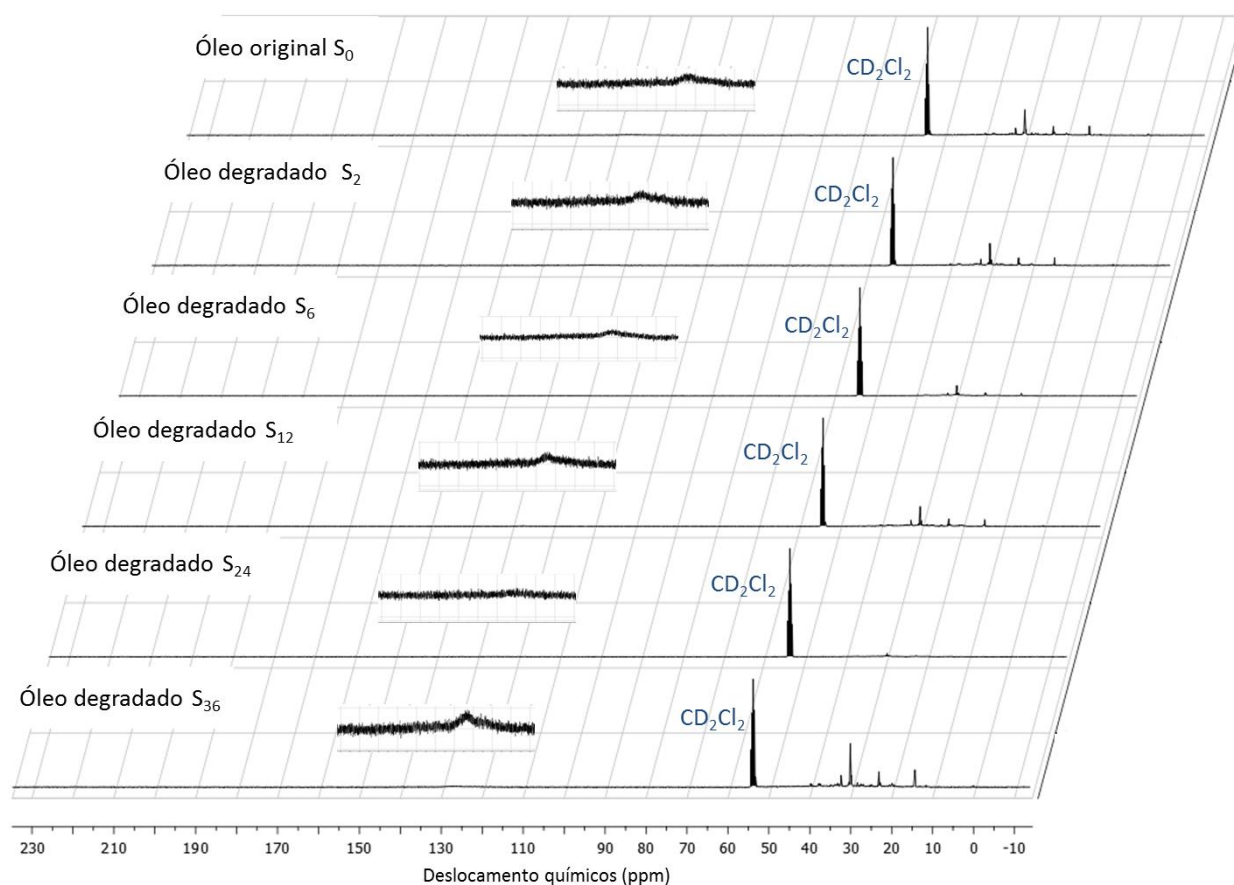 Óleo original S₀
CD₂Cl₂
Óleo degradado S₂
CD₂Cl₂
Óleo degradado S₆
CD₂Cl₂
Óleo degradado S₁₂
CD₂Cl₂
Óleo degradado S₂₄
CD₂Cl₂
Óleo degradado S₃₆
CD₂Cl₂
230 210 190 170 150 130 110 90 80 70 60 50 40 30 20 10 0 -10
Deslocamento químicos (ppm)